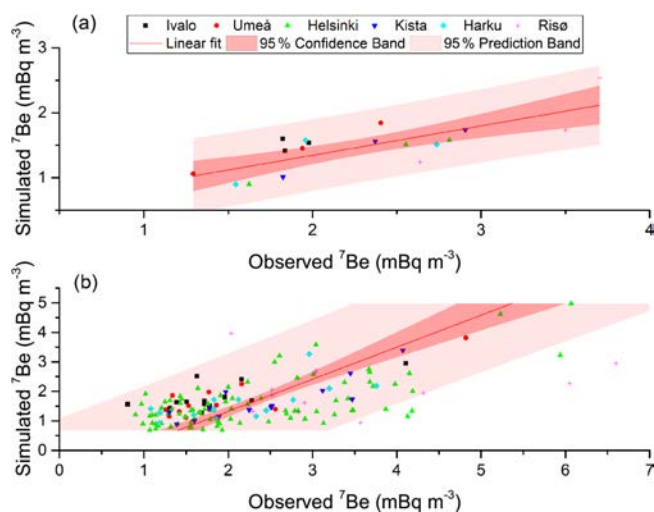 Ivalo Umeå Helsinki Kista Harku Risø
Linear fit 95 % Confidence Band 95 % Prediction Band
(a)
Simulated ⁷Be (mBq m⁻³)
3
2
1
1 2 3 4
Observed ⁷Be (mBq m⁻³)
(b)
Simulated ⁷Be (mBq m⁻³)
5
4
3
2
1
0
0 1 2 3 4 5 6 7
Observed ⁷Be (mBq m⁻³)